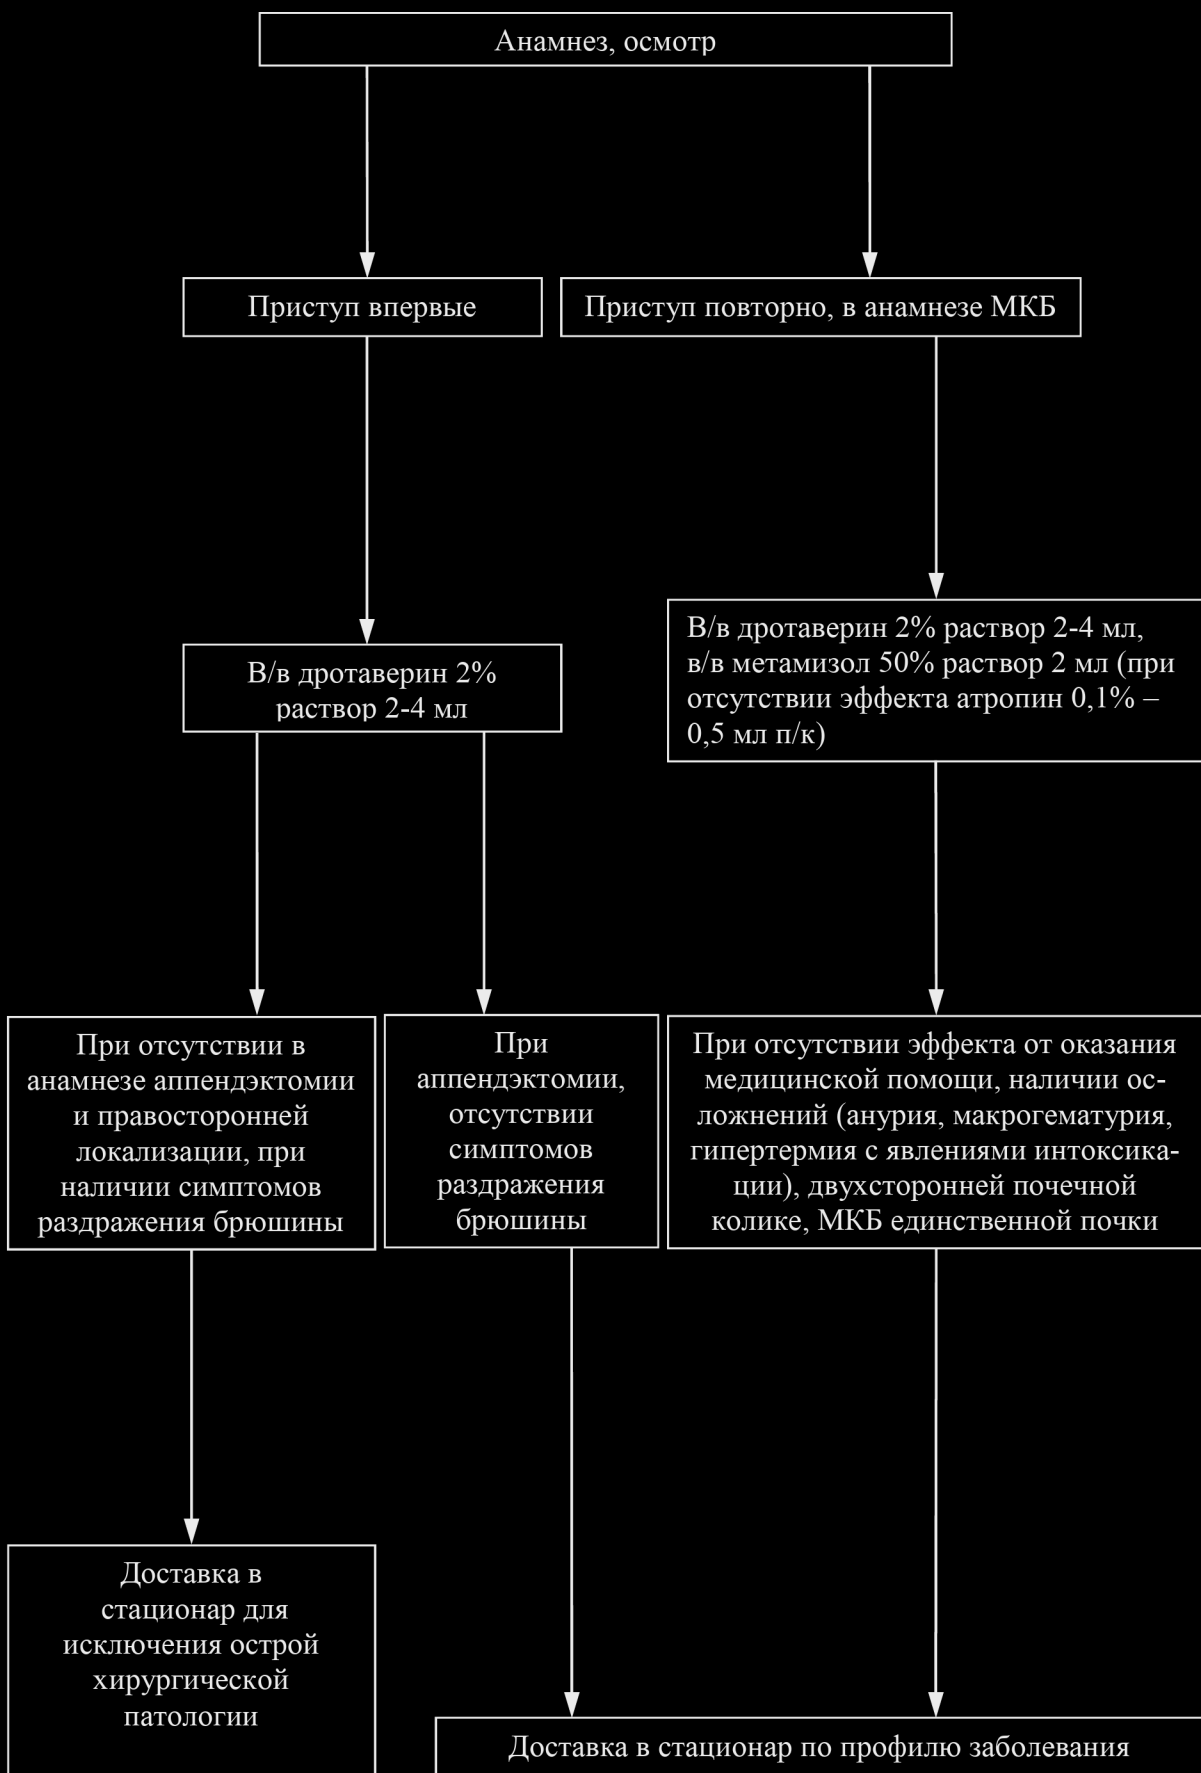 Анамнез, осмотр
Приступ впервые
Приступ повторно, в анамнезе МКБ
В/в дротаверин 2%
раствор 2-4 мл
В/в дротаверин 2% раствор 2-4 мл,
в/в метамизол 50% раствор 2 мл (при
отсутствии эффекта атропин 0,1% –
0,5 мл п/к)
При отсутствии в
анамнезе аппендэктомии
и правосторонней
локализации, при
наличии симптомов
раздражения брюшины
При
аппендэктомии,
отсутствии
симптомов
раздражения
брюшины
При отсутствии эффекта от оказания
медицинской помощи, наличии ос-
ложнений (анурия, макрогематурия,
гипертермия с явлениями интоксика-
ции), двухсторонней почечной
колике, МКБ единственной почки
Доставка в
стационар для
исключения острой
хирургической
патологии
Доставка в стационар по профилю заболевания